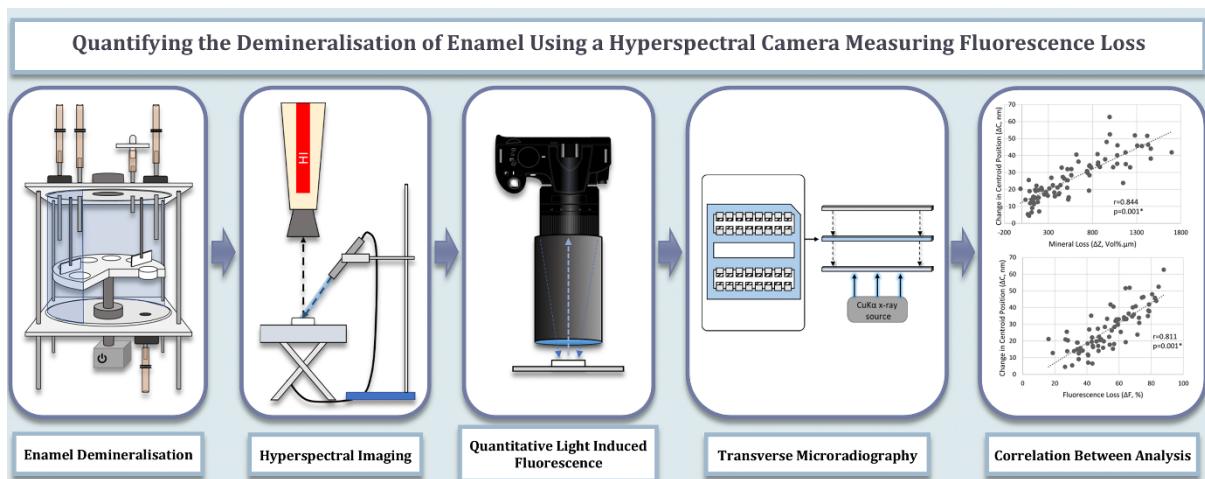 Quantifying the Demineralisation of Enamel Using a Hyperspectral Camera Measuring Fluorescence Loss
HI
CuKα x-ray
source
Change in Centroid Position (ΔC, nm)
70
60
50
40
30
20
10
0
r=0.844
p=0.001*
-200 300 800 1300 1800
Mineral Loss (ΔZ, Vol%.μm)
Change in Centroid Position (ΔC, nm)
70
60
50
40
30
20
10
0
r=0.811
p=0.001*
0 20 40 60 80 100
Fluorescence Loss (ΔF, %)
Enamel Demineralisation
Hyperspectral Imaging
Quantitative Light Induced
Fluorescence
Transverse Microradiography
Correlation Between Analysis